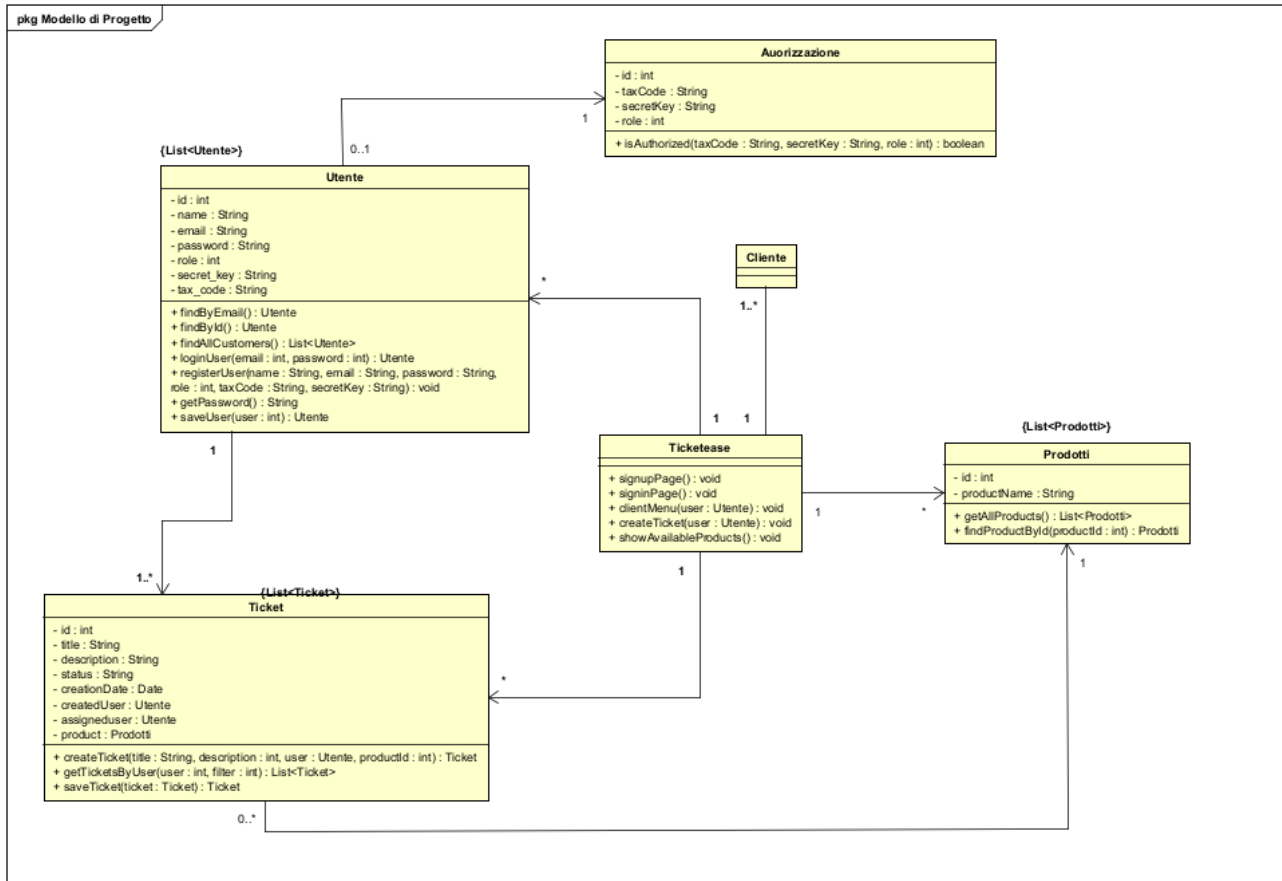 pkg Modello di Progetto
Auorizzazione
- id : int
- taxCode : String
- secretKey : String
- role : int
+ isAuthorized(taxCode : String, secretKey : String, role : int) : boolean
1
0..1
{List<Utente>}
Utente
- id : int
- name : String
- email : String
- password : String
- role : int
- secret_key : String
- tax_code : String
+ findByEmail() : Utente
+ findById() : Utente
+ findAllCustomers() : List<Utente>
+ loginUser(email : int, password : int) : Utente
+ registerUser(name : String, email : String, password : String,
role : int, taxCode : String, secretKey : String) : void
+ getPassword() : String
+ saveUser(user : int) : Utente
*
Cliente
1..*
1
1
1
Ticketease
+ signupPage() : void
+ signinPage() : void
+ clientMenu(user : Utente) : void
+ createTicket(user : Utente) : void
+ showAvailableProducts() : void
1
*
1
{List<Prodotti>}
Prodotti
- id : int
- productName : String
+ getAllProducts() : List<Prodotti>
+ findProductById(productId : int) : Prodotti
1
1..*
{List<Ticket>}
Ticket
- id : int
- title : String
- description : String
- status : String
- creationDate : Date
- createdUser : Utente
- assigneduser : Utente
- product : Prodotti
+ createTicket(title : String, description : int, user : Utente, productId : int) : Ticket
+ getTicketsByUser(user : int, filter : int) : List<Ticket>
+ saveTicket(ticket : Ticket) : Ticket
*
0..*